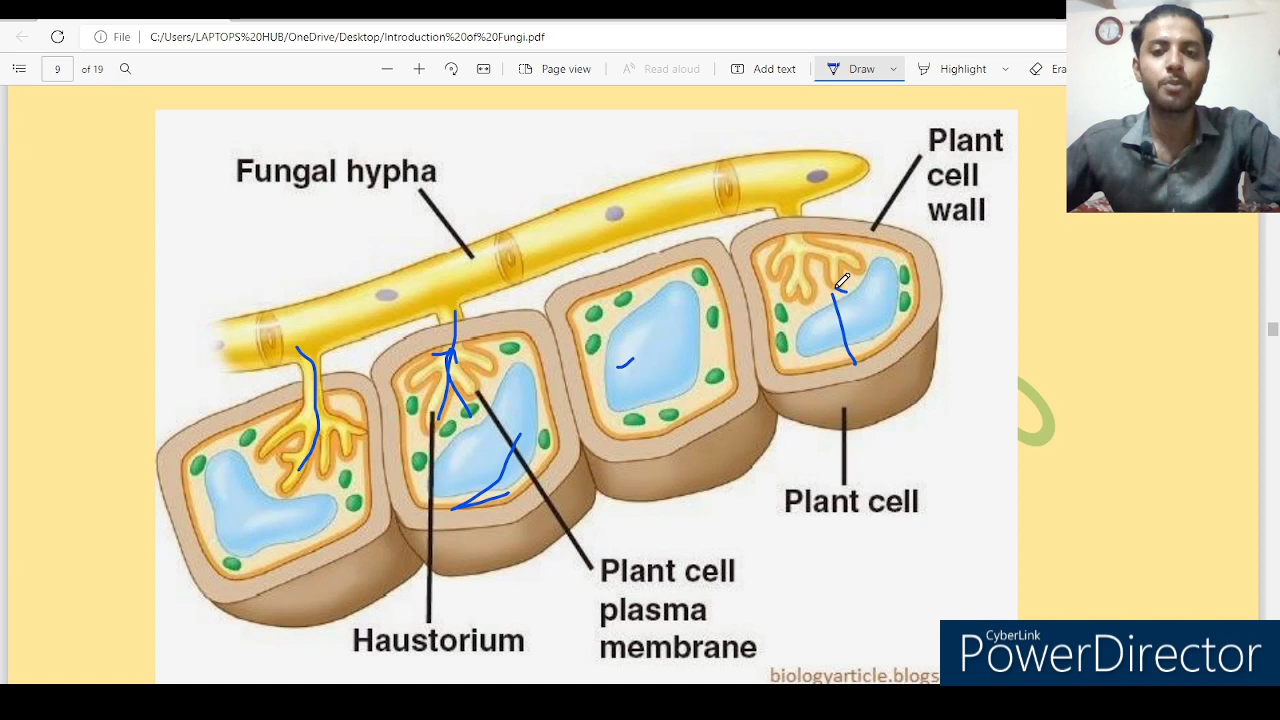 File
C:/Users/LAPTOPS%20HUB/OneDrive/Desktop/Introduction%20of%20Fungi.pdf
9 of 19
Page view
Read aloud
Add text
Draw
Highlight
Era
Fungal hypha
Plant
cell
wall
Plant cell
Plant cell
plasma
membrane
Haustorium
biologyarticle.blogs
CyberLink
PowerDirector